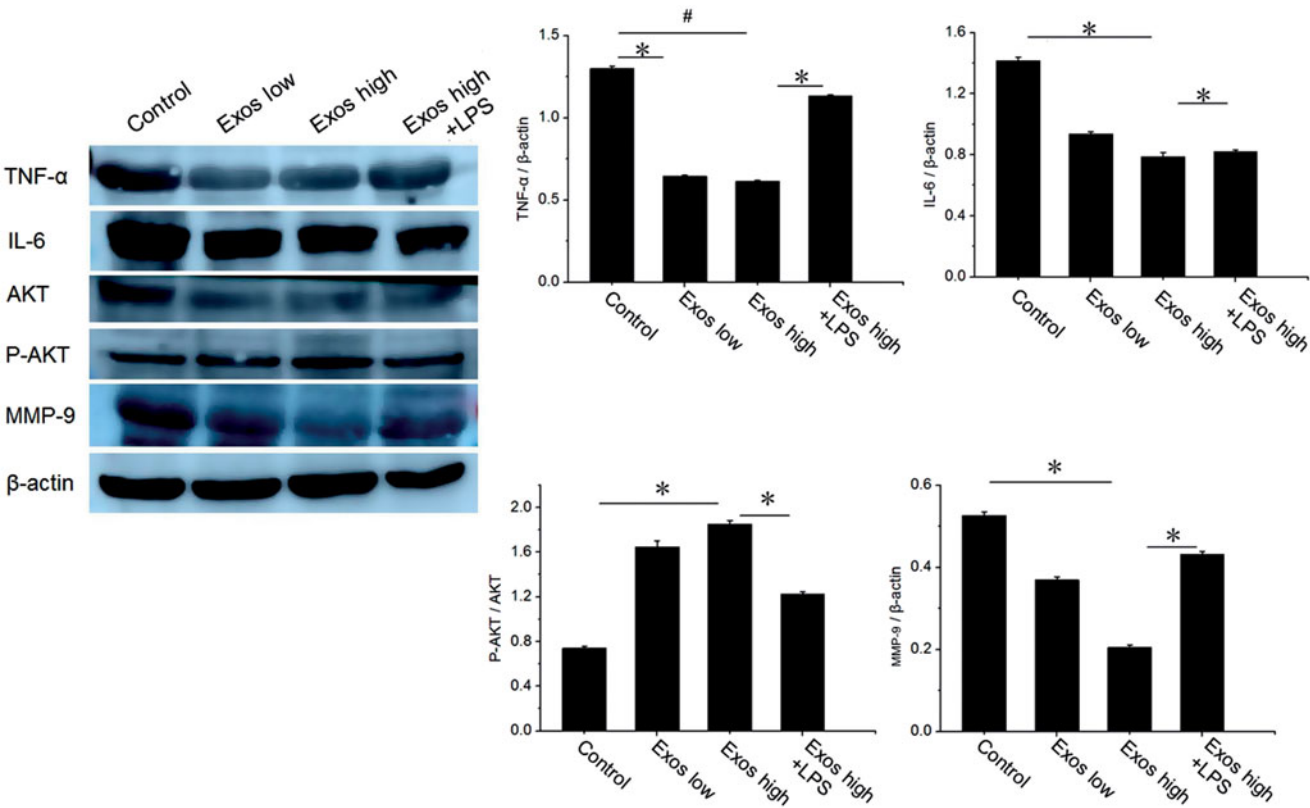 Control
Exos low
Exos high
Exos high
+LPS
TNF-α
IL-6
AKT
P-AKT
MMP-9
β-actin
TNF-α / β-actin
1.5
1.0
0.5
0.0
#
*
*
Control
Exos low
Exos high
Exos high
+LPS
IL-6 / β-actin
1.6
1.2
0.8
0.4
0.0
*
*
Control
Exos low
Exos high
Exos high
+LPS
P-AKT / AKT
2.0
1.6
1.2
0.8
0.4
0.0
*
*
Control
Exos low
Exos high
Exos high
+LPS
MMP-9 / β-actin
0.6
0.4
0.2
0.0
*
*
Control
Exos low
Exos high
Exos high
+LPS